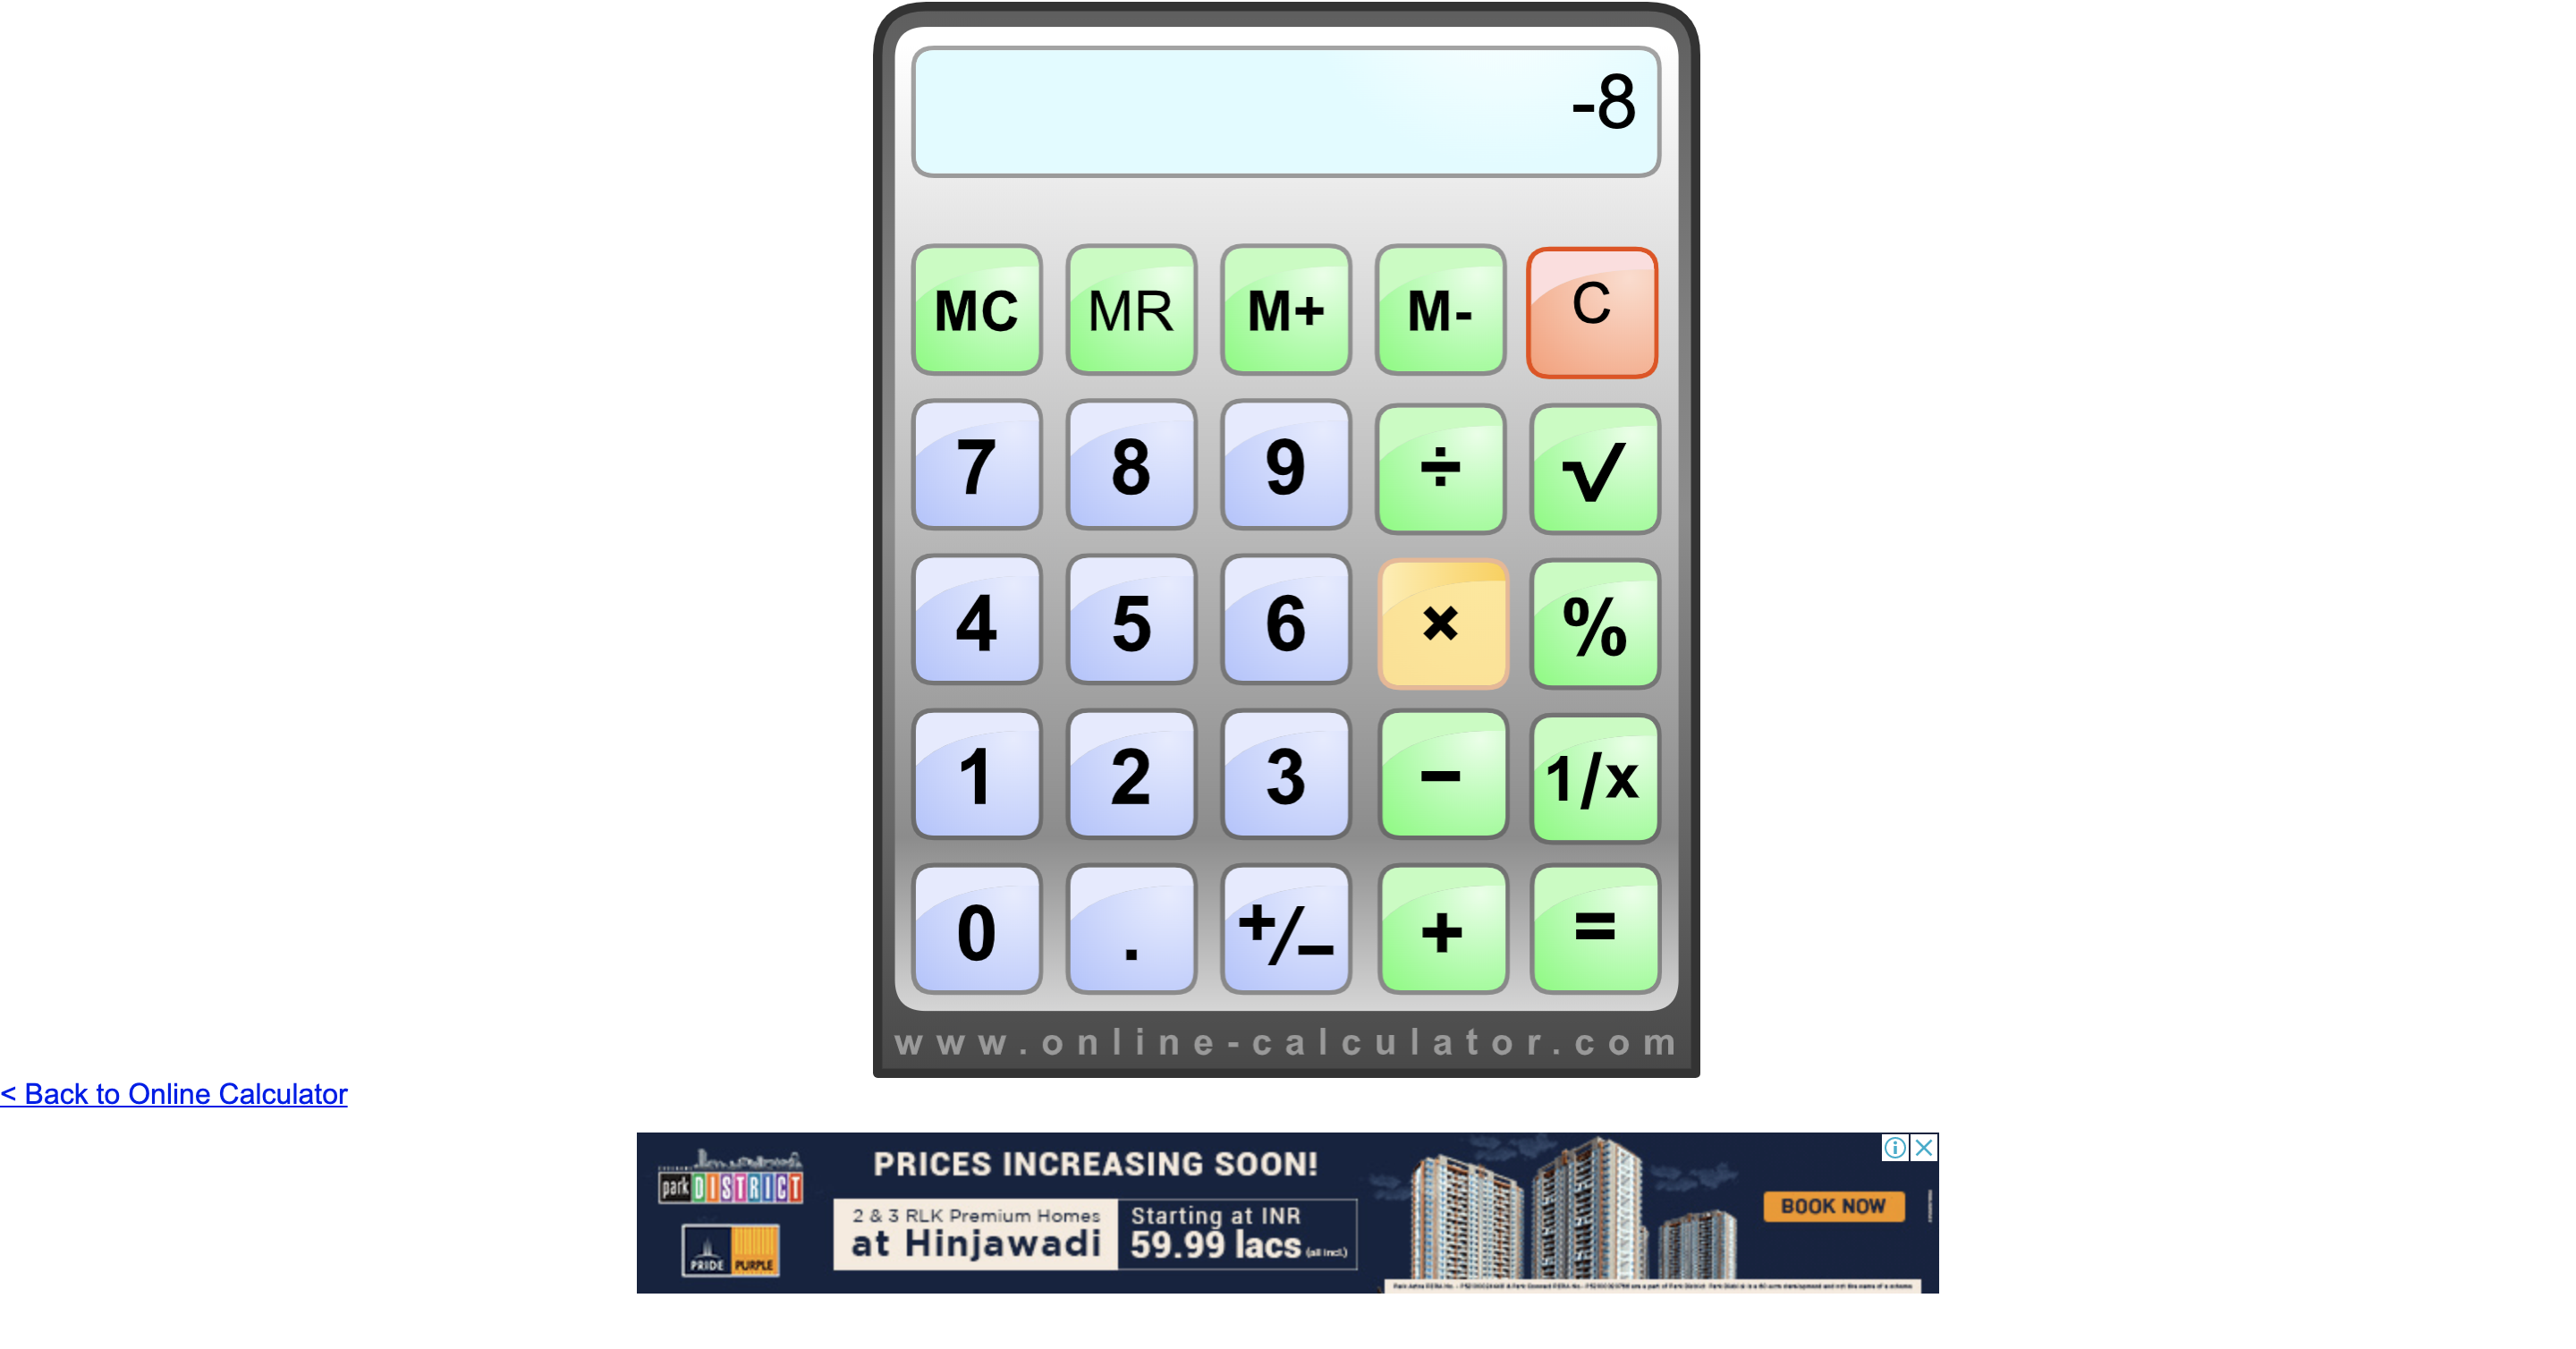 -8
MC MR M+ M- C
7 8 9 ÷ √
4 5 6 × %
1 2 3 − 1/x
0 . +/− + =
www.online-calculator.com
< Back to Online Calculator
park DISTRICT
PRIDE PURPLE
PRICES INCREASING SOON!
2 & 3 RLK Premium Homes
at Hinjawadi
Starting at INR
59.99 lacs (all incl.)
BOOK NOW